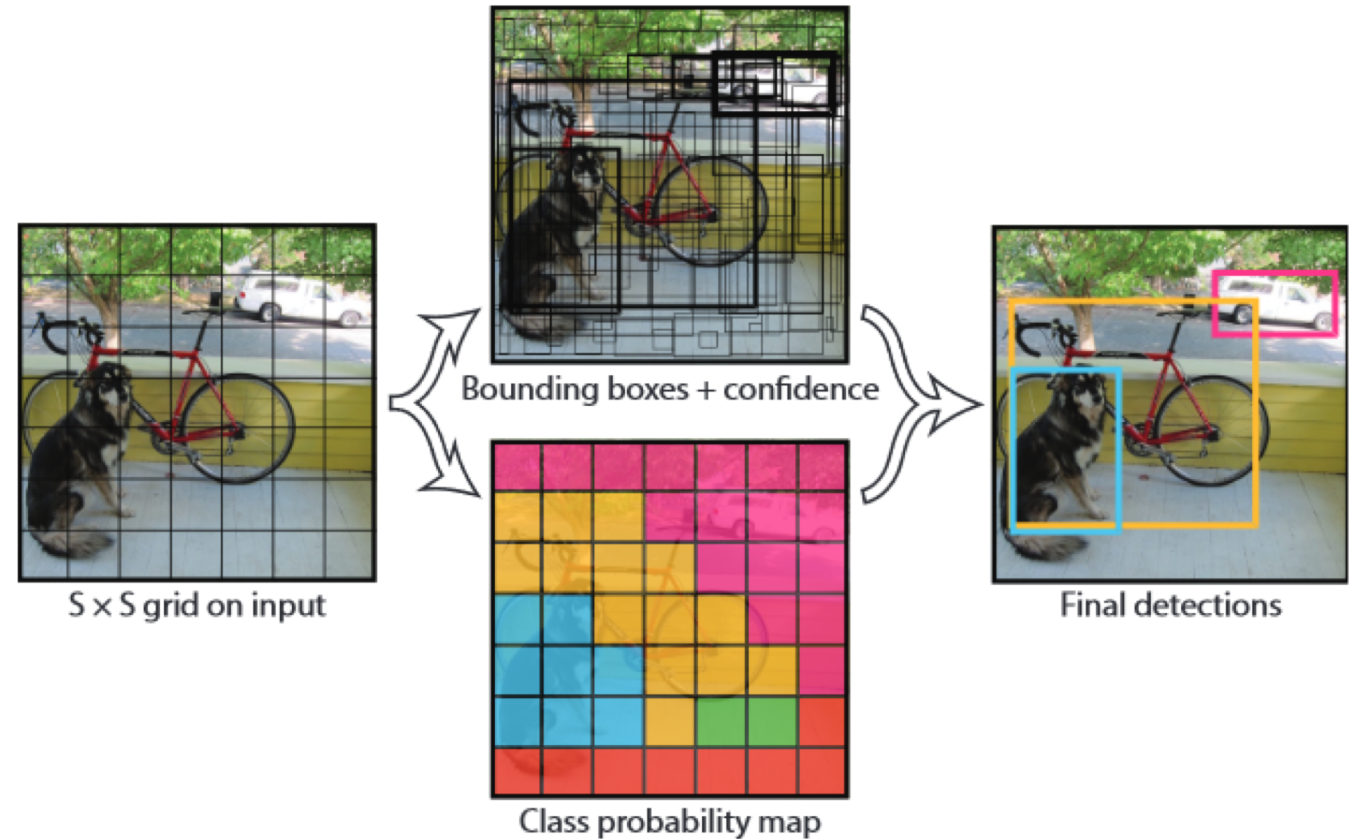 Bounding boxes + confidence
S × S grid on input
Final detections
Class probability map